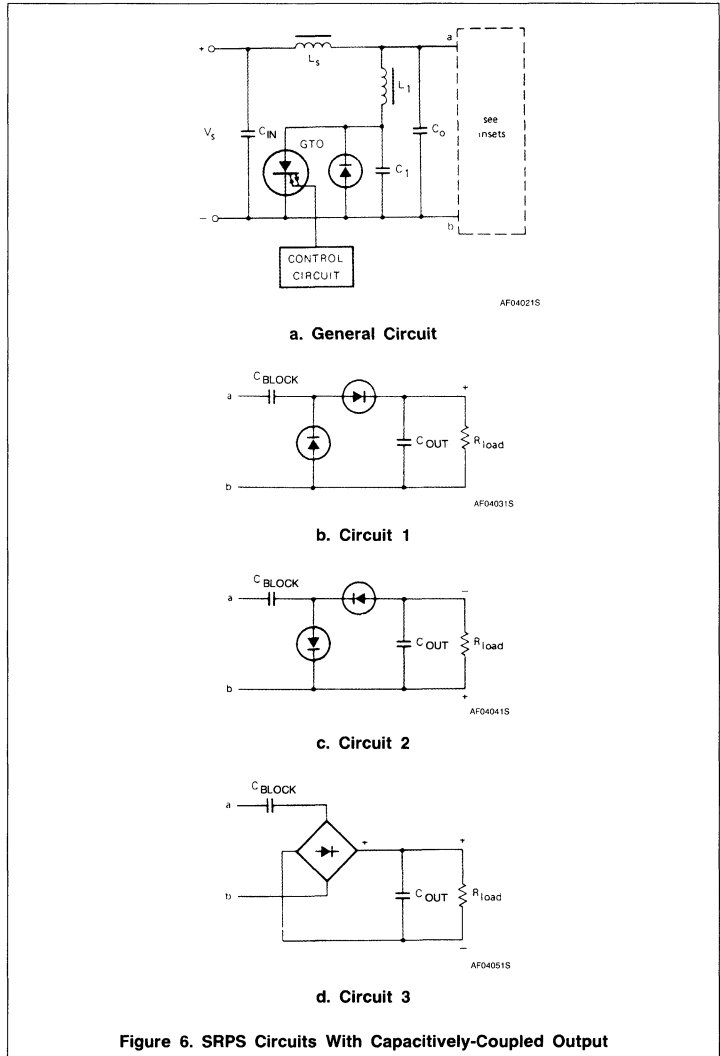 a
+
L_s
L_1
see
insets
V_s
C_IN
C_o
GTO
C_1
−
b
CONTROL
CIRCUIT
AF04021S
a. General Circuit
C_BLOCK
+
a
C_OUT
R_load
b
AF04031S
b. Circuit 1
C_BLOCK
−
a
C_OUT
R_load
b
+
AF04041S
c. Circuit 2
C_BLOCK
a
+
+
C_OUT
R_load
b
−
AF04051S
d. Circuit 3
Figure 6. SRPS Circuits With Capacitively-Coupled Output